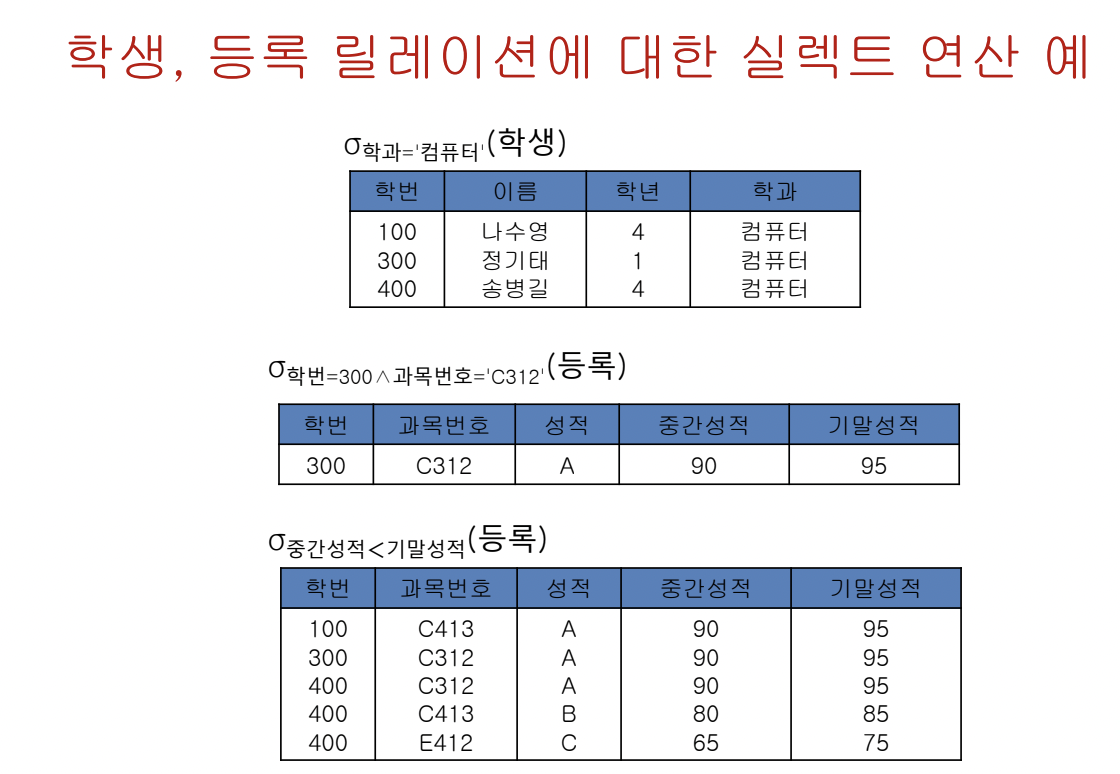 학생, 등록 릴레이션에 대한 실렉트 연산 예
σ학과='컴퓨터'(학생)
학번 이름 학년 학과
100 나수영 4 컴퓨터
300 정기태 1 컴퓨터
400 송병길 4 컴퓨터
σ학번=300∧과목번호='C312'(등록)
학번 과목번호 성적 중간성적 기말성적
300 C312 A 90 95
σ중간성적<기말성적(등록)
학번 과목번호 성적 중간성적 기말성적
100 C413 A 90 95
300 C312 A 90 95
400 C312 A 90 95
400 C413 B 80 85
400 E412 C 65 75